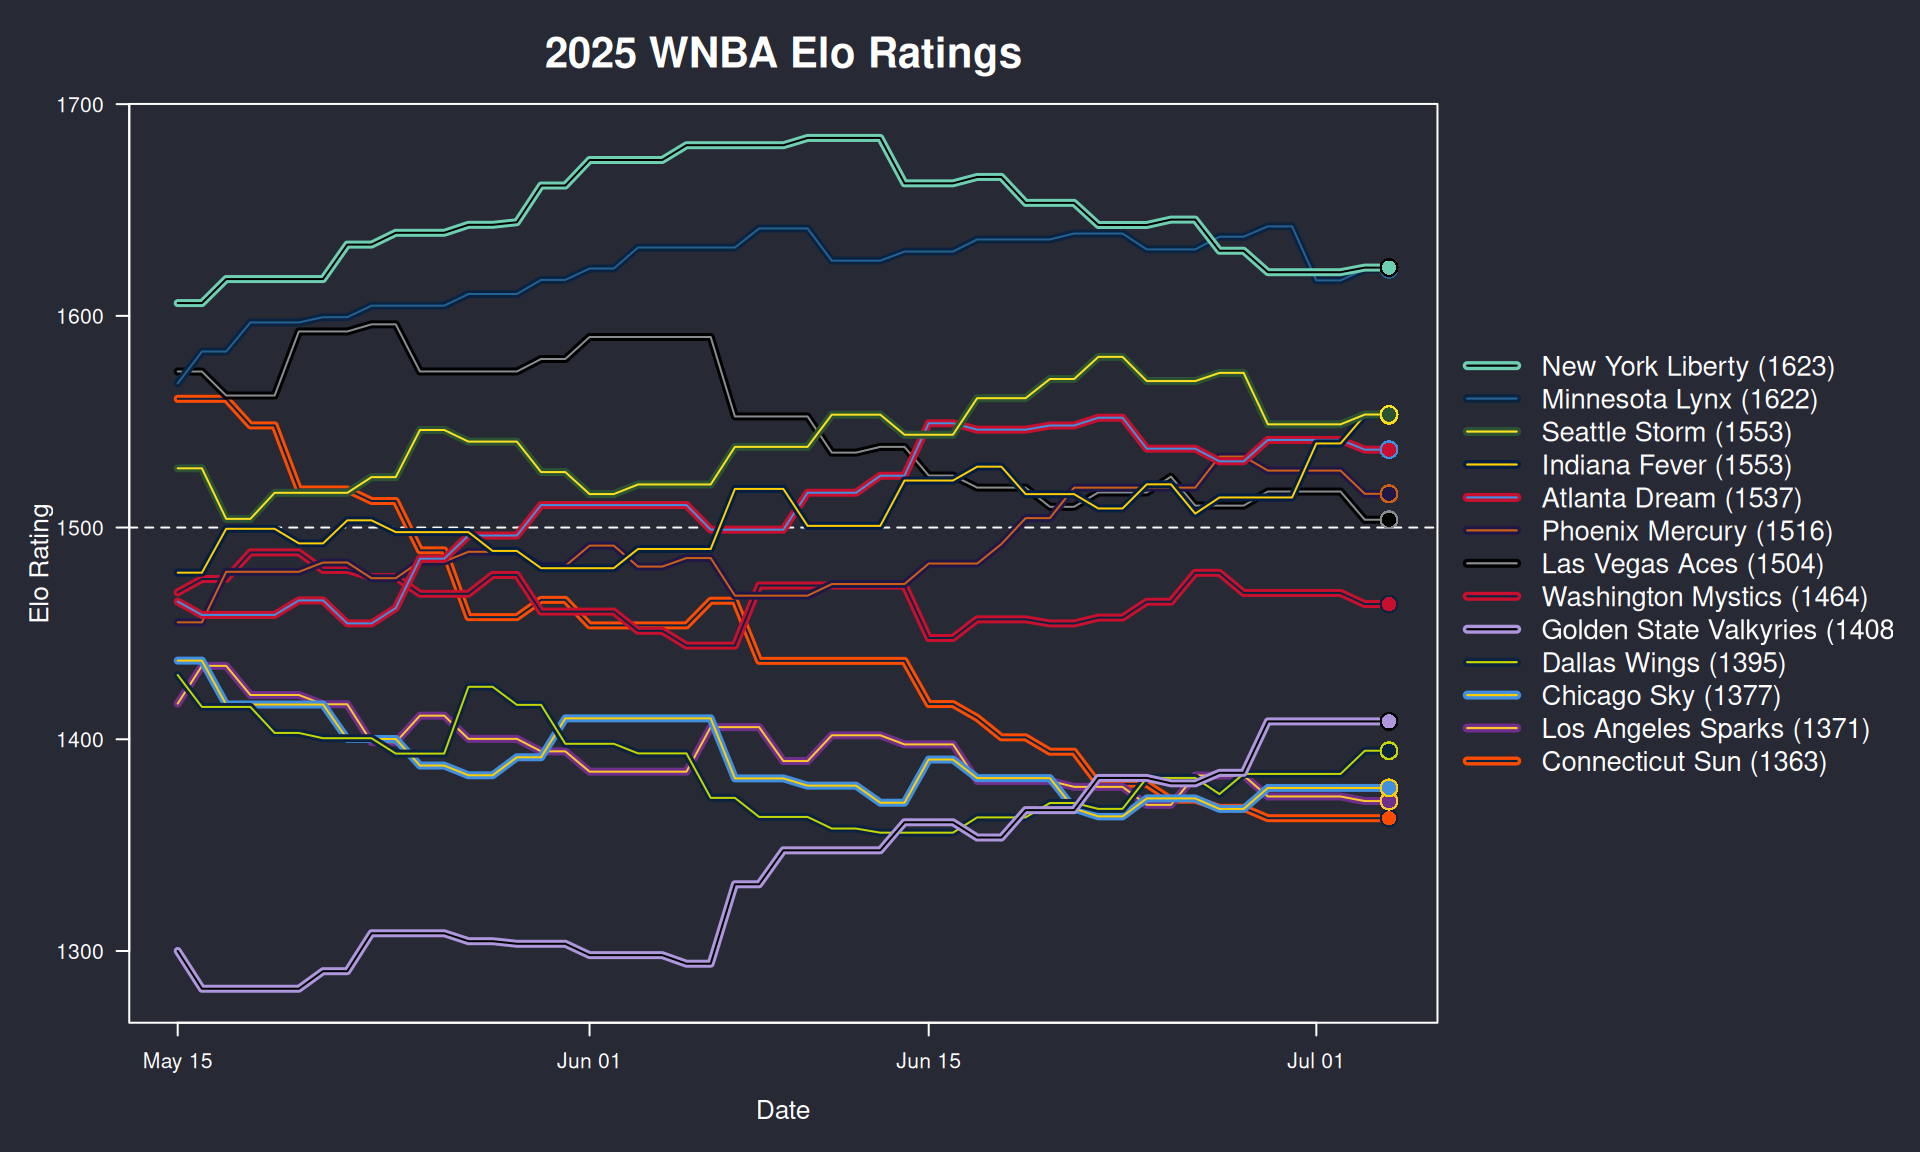 2025 WNBA Elo Ratings
1700
1600
1500
1400
1300
Elo Rating
May 15
Jun 01
Jun 15
Jul 01
Date
New York Liberty (1623)
Minnesota Lynx (1622)
Seattle Storm (1553)
Indiana Fever (1553)
Atlanta Dream (1537)
Phoenix Mercury (1516)
Las Vegas Aces (1504)
Washington Mystics (1464)
Golden State Valkyries (1408
Dallas Wings (1395)
Chicago Sky (1377)
Los Angeles Sparks (1371)
Connecticut Sun (1363)